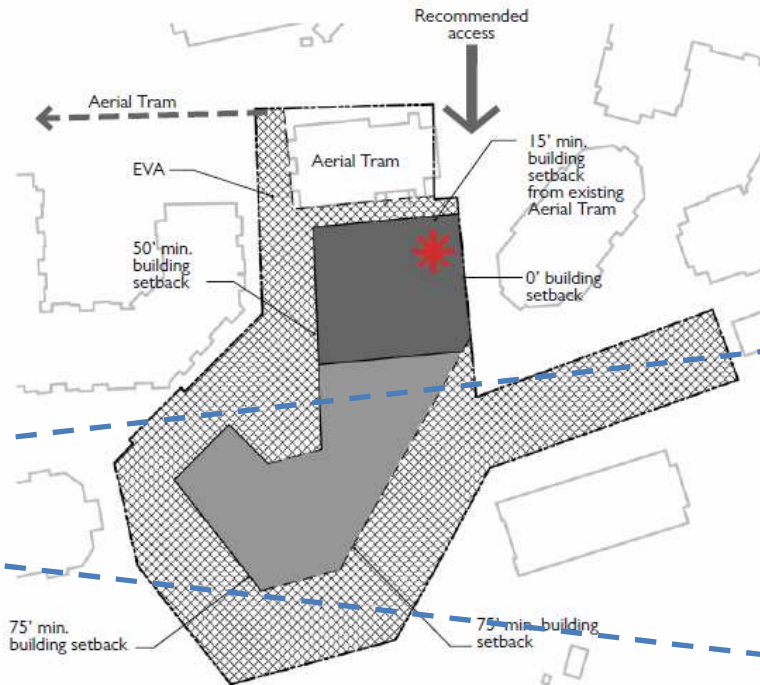 Recommended
access
Aerial Tram
Aerial Tram
15' min.
building
setback
from existing
Aerial Tram
EVA
50' min.
building
setback
0' building
setback
75' min.
building setback
75' min. building
setback